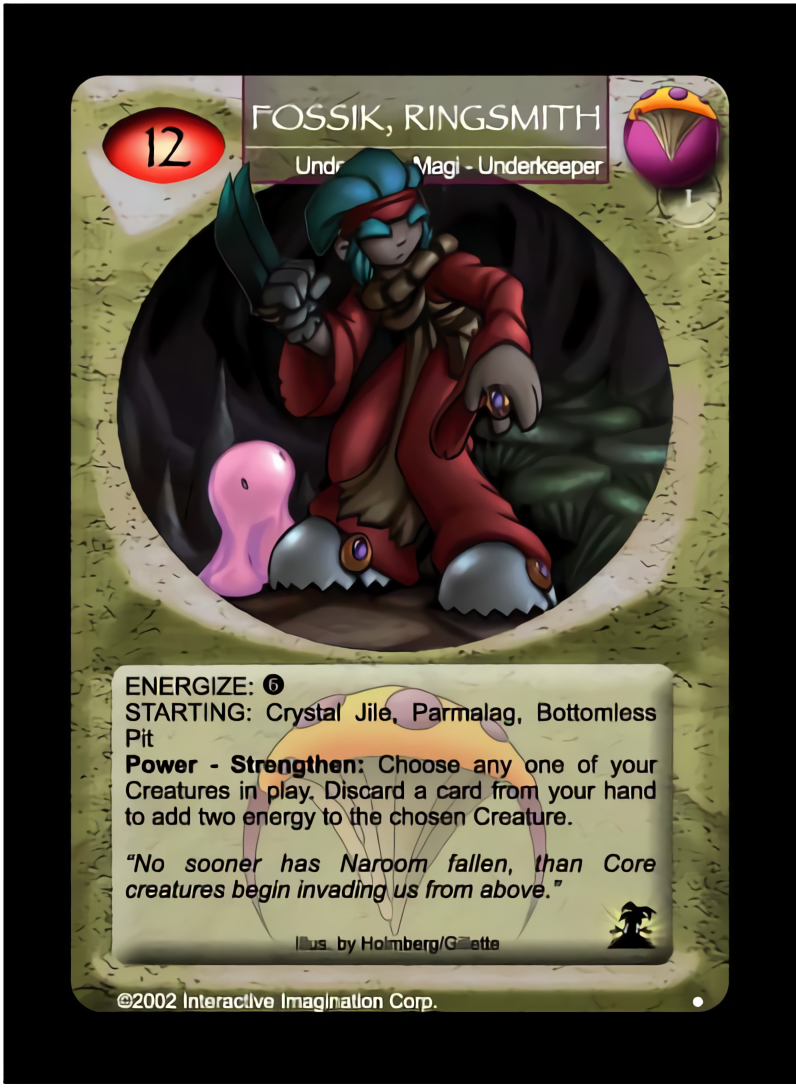 FOSSIK, RINGSMITH
12
Magi - Underkeeper
ENERGIZE: 6
STARTING: Crystal Jile, Parmalag, Bottomless
Pit
Power - Strengthen: Choose any one of your
Creatures in play. Discard a card from your hand
to add two energy to the chosen Creature.
"No sooner has Naroom fallen, than Core
creatures begin invading us from above."
Illus. by Holmberg/Gillette
©2002 Interactive Imagination Corp.